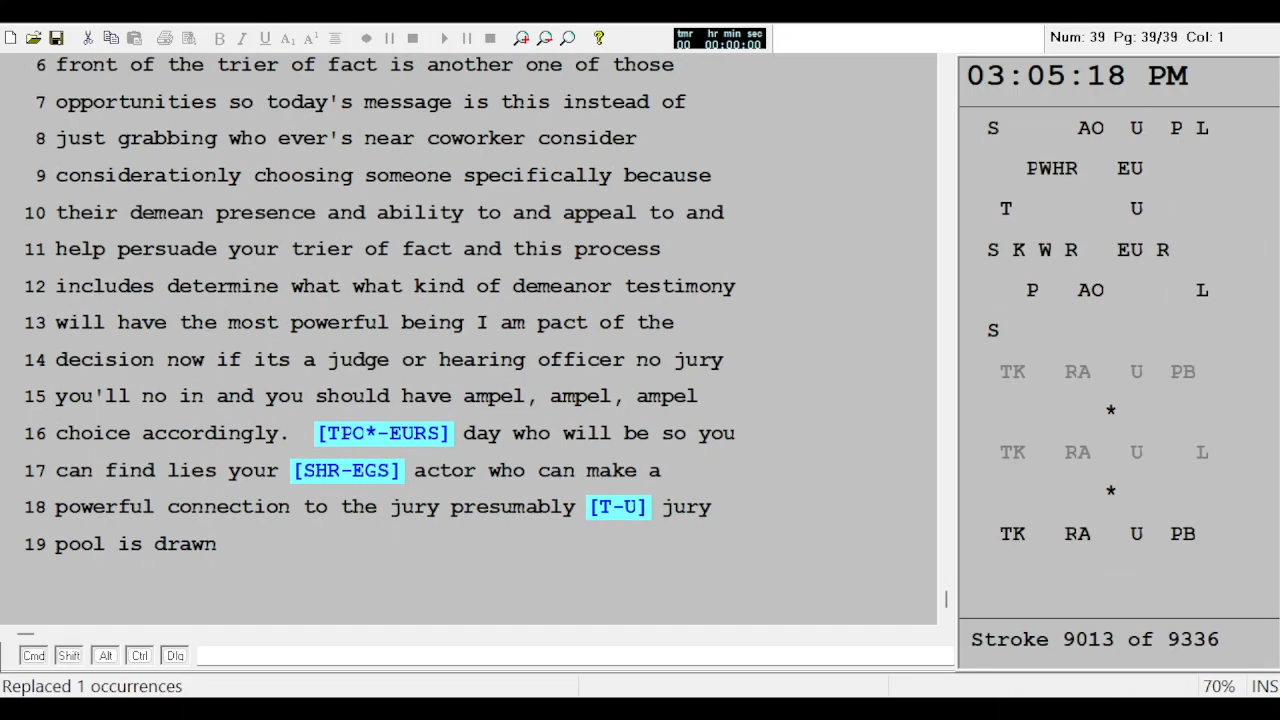 B I U A1 A1 ? tmr hr min sec Num: 39 Pg: 39/39 Col: 1
00 00:00:00
6 front of the trier of fact is another one of those
7 opportunities so today's message is this instead of
8 just grabbing who ever's near coworker consider
9 considerationly choosing someone specifically because
10 their demean presence and ability to and appeal to and
11 help persuade your trier of fact and this process
12 includes determine what what kind of demeanor testimony
13 will have the most powerful being I am pact of the
14 decision now if its a judge or hearing officer no jury
15 you'll no in and you should have ampel, ampel, ampel
16 choice accordingly. [TPO*-EURS] day who will be so you
17 can find lies your [SHR-EGS] actor who can make a
18 powerful connection to the jury presumably [T-U] jury
19 pool is drawn
03:05:18 PM
S AO U P L
PWHR EU
T U
S K W R EU R
P AO L
S
TK RA U PB
*
TK RA U L
*
TK RA U PB
Stroke 9013 of 9336
Cmd Shift Alt Ctrl Dlg
Replaced 1 occurrences 70% INS